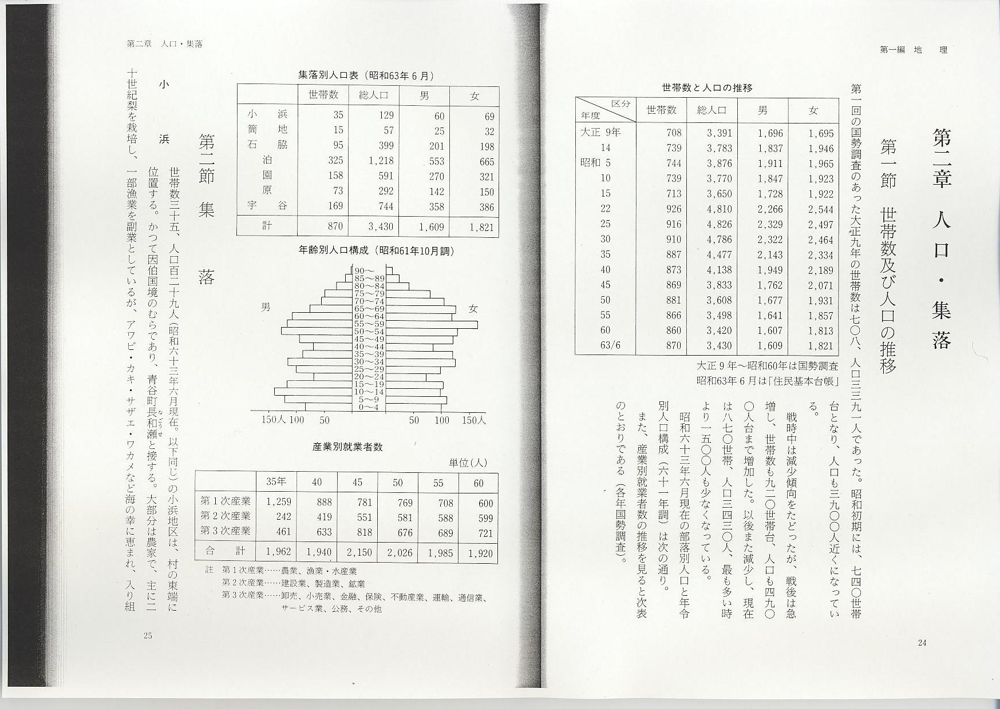 第一編　地　　理
第二章　人口・集落
第一節　世帯数及び人口の推移
第一回の国勢調査のあった大正九年の世帯数は七〇八、人口三三九一人であった。昭和初期には、七四〇世帯
台となり、人口も三九〇〇人近くになってい
る。
戦時中は減少傾向をたどったが、戦後は急
増し、世帯数も九二〇世帯台、人口も四九〇
〇人台まで増加した。以後また減少し、現在
は八七〇世帯、人口三四三〇人、最も多い時
より一五〇〇人も少なくなっている。
昭和六十三年六月現在の部落別人口と年令
別人口構成（六十一年調）は次の通り。
また、産業別就業者数の推移を見ると次表
のとおりである（各年国勢調査）。
世帯数と人口の推移
区分 年度 世帯数 総人口 男 女
大正 9年 708 3,391 1,696 1,695
14 739 3,783 1,837 1,946
昭和 5 744 3,876 1,911 1,965
10 739 3,770 1,847 1,923
15 713 3,650 1,728 1,922
22 926 4,810 2,266 2,544
25 916 4,826 2,329 2,497
30 910 4,786 2,322 2,464
35 887 4,477 2,143 2,334
40 873 4,138 1,949 2,189
45 869 3,833 1,762 2,071
50 881 3,608 1,677 1,931
55 866 3,498 1,641 1,857
60 860 3,420 1,607 1,813
63/6 870 3,430 1,609 1,821
大正9年〜昭和60年は国勢調査
昭和63年6月は「住民基本台帳」
24
第二章　人口・集落
集落別人口表（昭和63年6月）
世帯数 総人口 男 女
小浜 35 129 60 69
筒地 15 57 25 32
石脇 95 399 201 198
泊 325 1,218 553 665
園 158 591 270 321
原 73 292 142 150
宇谷 169 744 358 386
計 870 3,430 1,609 1,821
年齢別人口構成（昭和61年10月調）
男 女
90〜
85〜89
80〜84
75〜79
70〜74
65〜69
60〜64
55〜59
50〜54
45〜49
40〜44
35〜39
30〜34
25〜29
20〜24
15〜19
10〜14
5〜9
0〜4
150人 100 50 50 100 150人
産業別就業者数
単位（人）
35年 40 45 50 55 60
第1次産業 1,259 888 781 769 708 600
第2次産業 242 419 551 581 588 599
第3次産業 461 633 818 676 689 721
合計 1,962 1,940 2,150 2,026 1,985 1,920
註　第1次産業……農業、漁業・水産業
第2次産業……建設業、製造業、鉱業
第3次産業……卸売、小売業、金融、保険、不動産業、運輸、通信業、
サービス業、公務、その他
第二節　集　落
小　浜　世帯数三十五、人口百二十九人（昭和六十三年六月現在。以下同じ）の小浜地区は、村の東端に
位置する。かつて因伯国境のむらであり、青谷町長和瀬なごうせと接する。大部分は農家で、主に二
十世紀梨を栽培し、一部漁業を副業としているが、アワビ・カキ・サザエ・ワカメなど海の幸に恵まれ、入り組
25